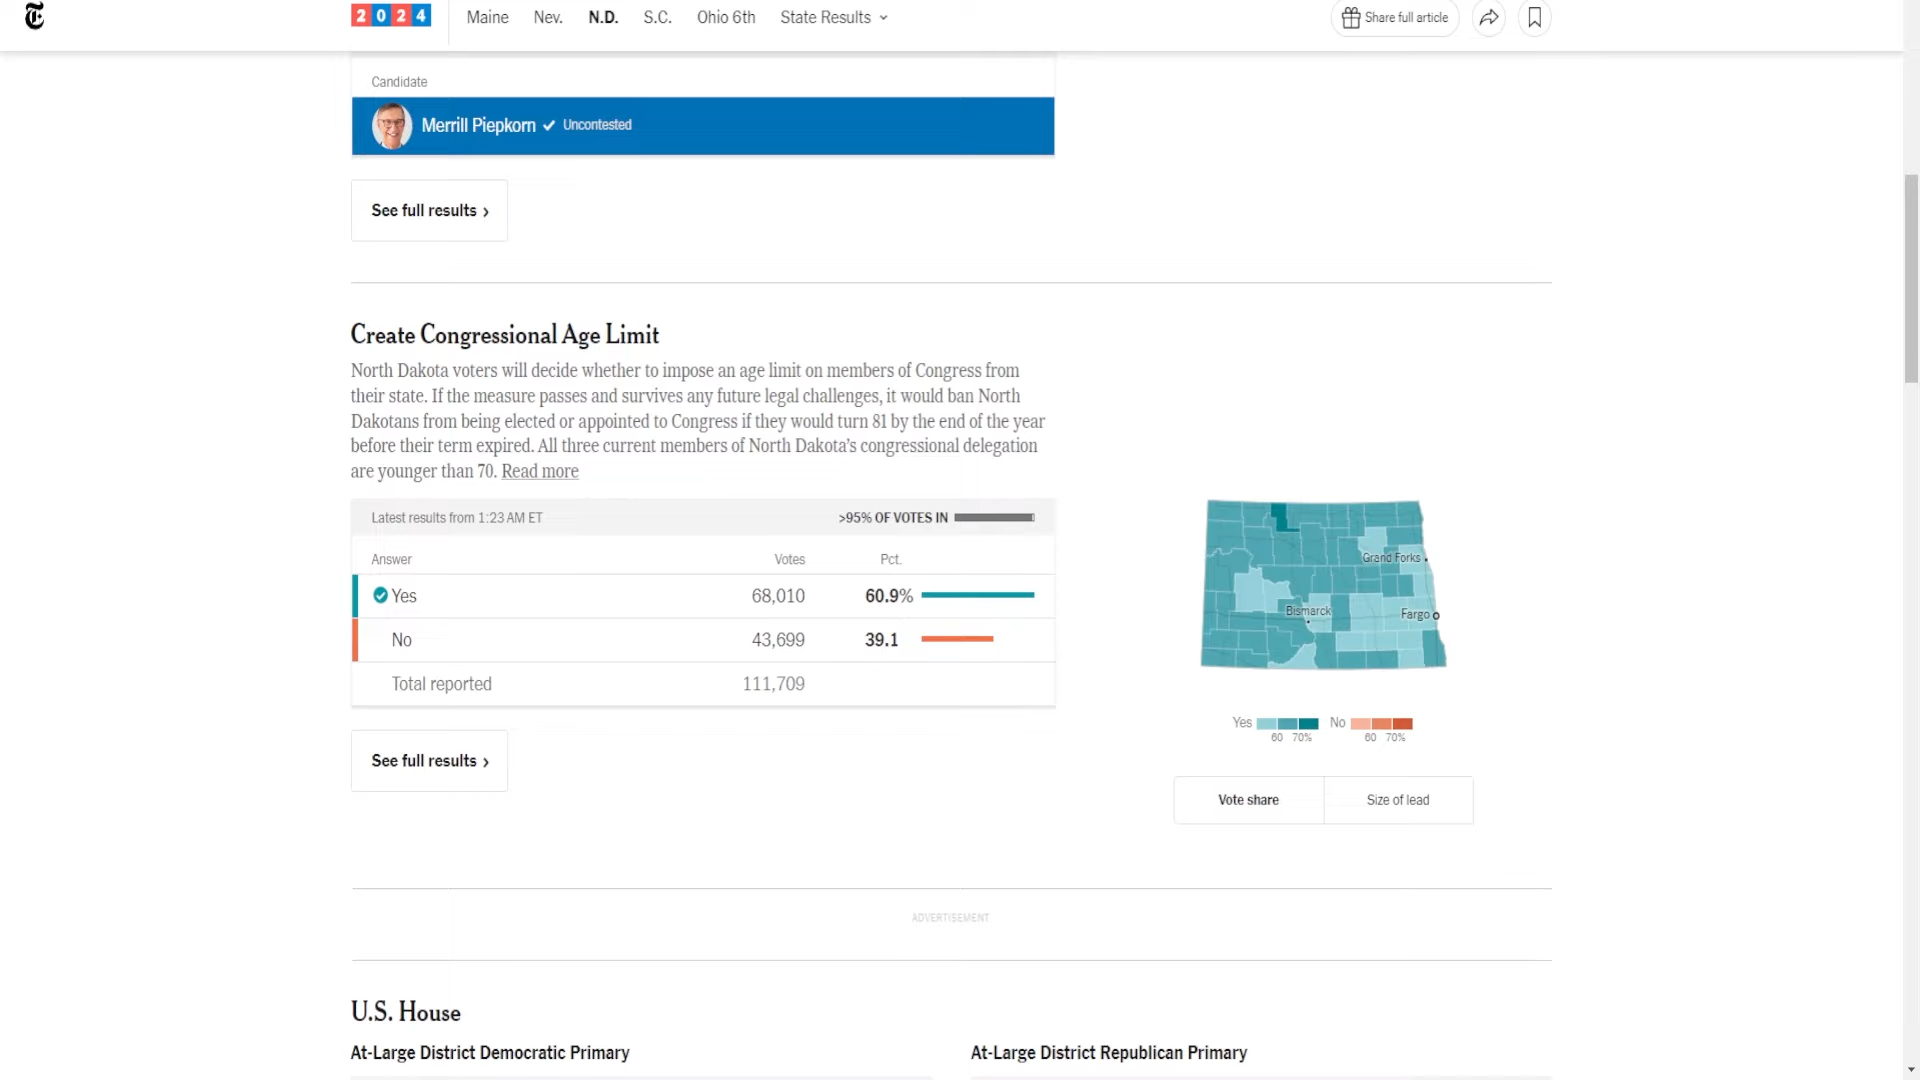 T
2024 Maine Nev. N.D. S.C. Ohio 6th State Results Share full article
Candidate
Merrill Piepkorn Uncontested
See full results ›
Create Congressional Age Limit
North Dakota voters will decide whether to impose an age limit on members of Congress from
their state. If the measure passes and survives any future legal challenges, it would ban North
Dakotans from being elected or appointed to Congress if they would turn 81 by the end of the year
before their term expired. All three current members of North Dakota’s congressional delegation
are younger than 70. Read more
Latest results from 1:23 AM ET >95% OF VOTES IN
Answer Votes Pct.
Yes 68,010 60.9%
No 43,699 39.1
Total reported 111,709
See full results ›
Grand Forks
Bismarck
Fargo
Yes No
60 70% 60 70%
Vote share Size of lead
ADVERTISEMENT
U.S. House
At-Large District Democratic Primary At-Large District Republican Primary